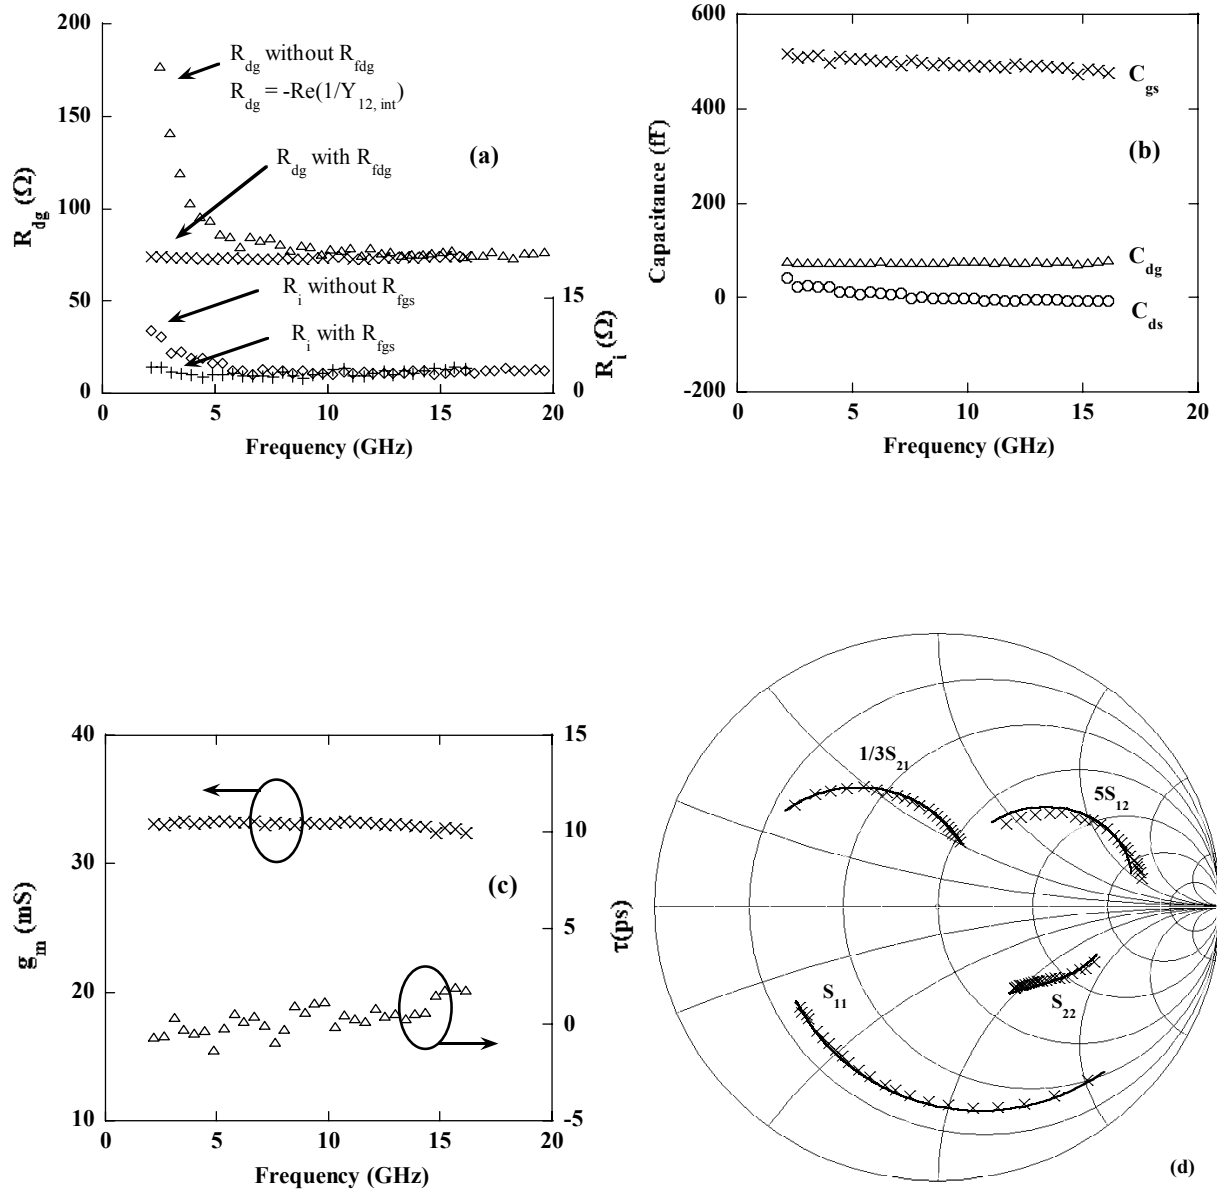 200
150
100
50
0
R_dg (Ω)
R_dg without R_fdg
R_dg = -Re(1/Y_12, int)
R_dg with R_fdg
(a)
R_i without R_fgs
R_i with R_fgs
15
0
R_i (Ω)
0 5 10 15 20
Frequency (GHz)
600
400
200
0
-200
Capacitance (fF)
C_gs
(b)
C_dg
C_ds
0 5 10 15 20
Frequency (GHz)
40
30
20
10
g_m (mS)
15
10
5
0
-5
τ(ps)
(c)
0 5 10 15 20
Frequency (GHz)
1/3S_21
5S_12
S_11
S_22
(d)